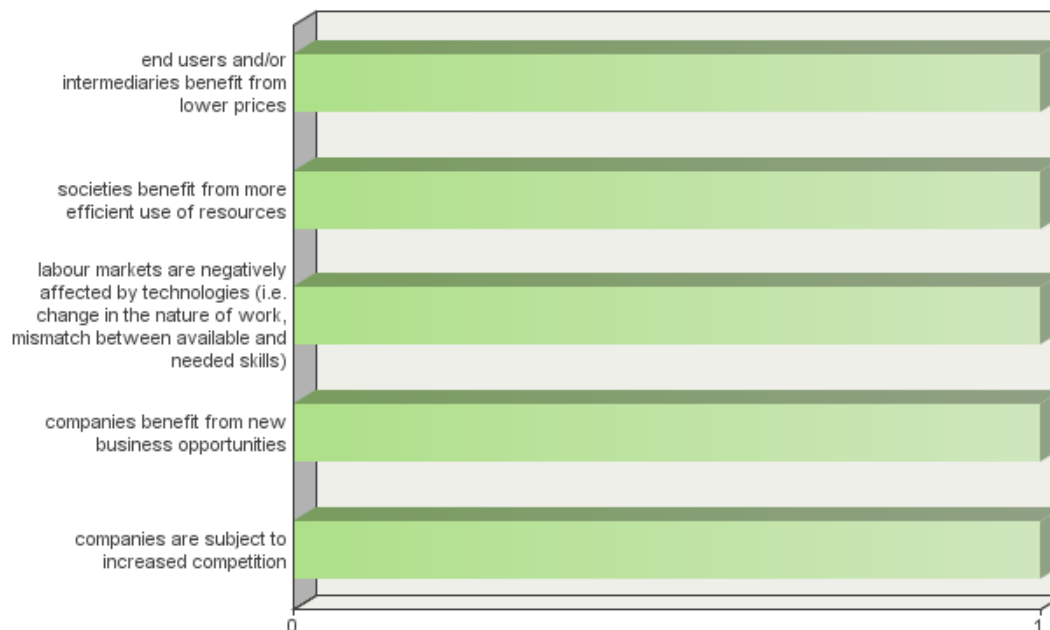 end users and/or
intermediaries benefit from
lower prices
societies benefit from more
efficient use of resources
labour markets are negatively
affected by technologies (i.e.
change in the nature of work,
mismatch between available and
needed skills)
companies benefit from new
business opportunities
companies are subject to
increased competition
0 1